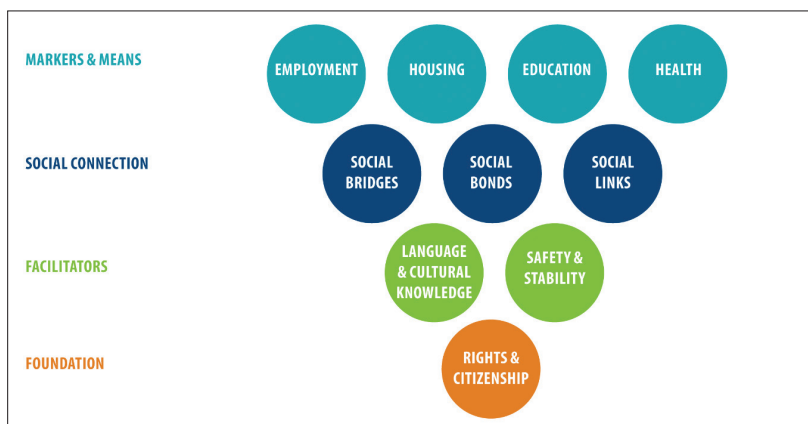 MARKERS & MEANS
EMPLOYMENT
HOUSING
EDUCATION
HEALTH
SOCIAL CONNECTION
SOCIAL
BRIDGES
SOCIAL
BONDS
SOCIAL
LINKS
FACILITATORS
LANGUAGE
& CULTURAL
KNOWLEDGE
SAFETY &
STABILITY
FOUNDATION
RIGHTS &
CITIZENSHIP